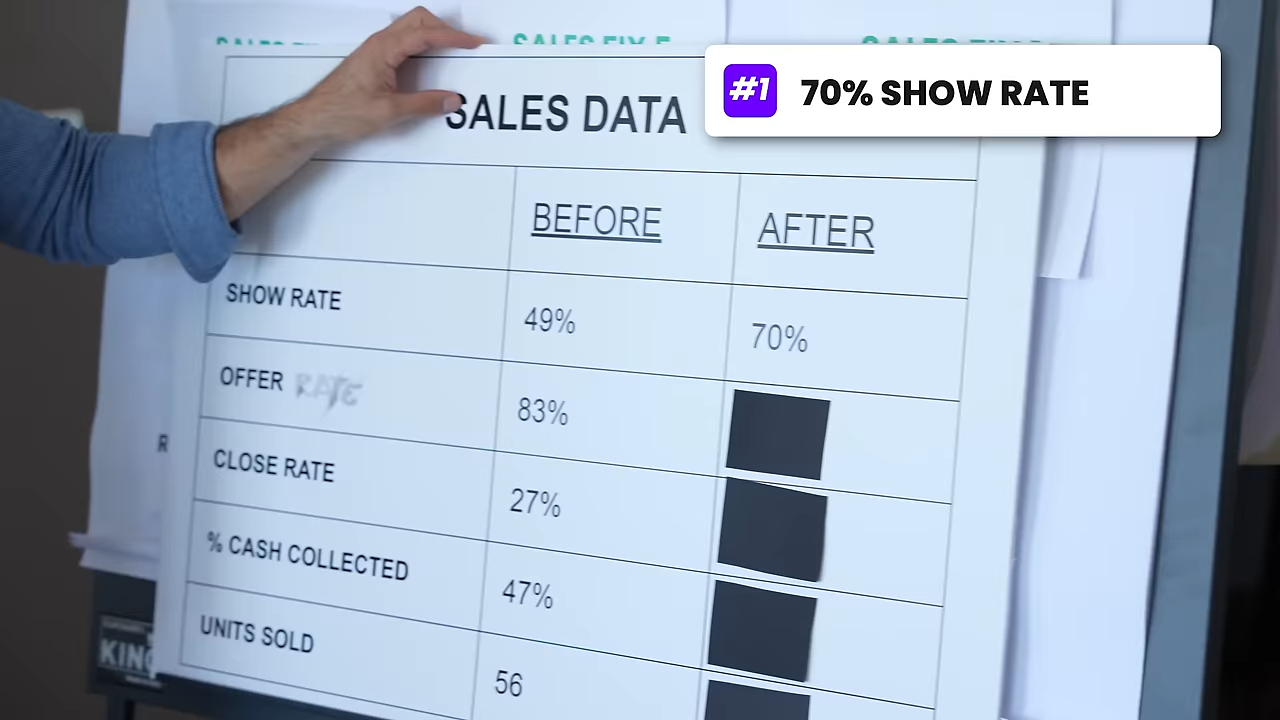 #1 70% SHOW RATE
SALES DATA
BEFORE AFTER
SHOW RATE 49% 70%
OFFER RATE 83%
CLOSE RATE 27%
% CASH COLLECTED 47%
UNITS SOLD 56
R
KING